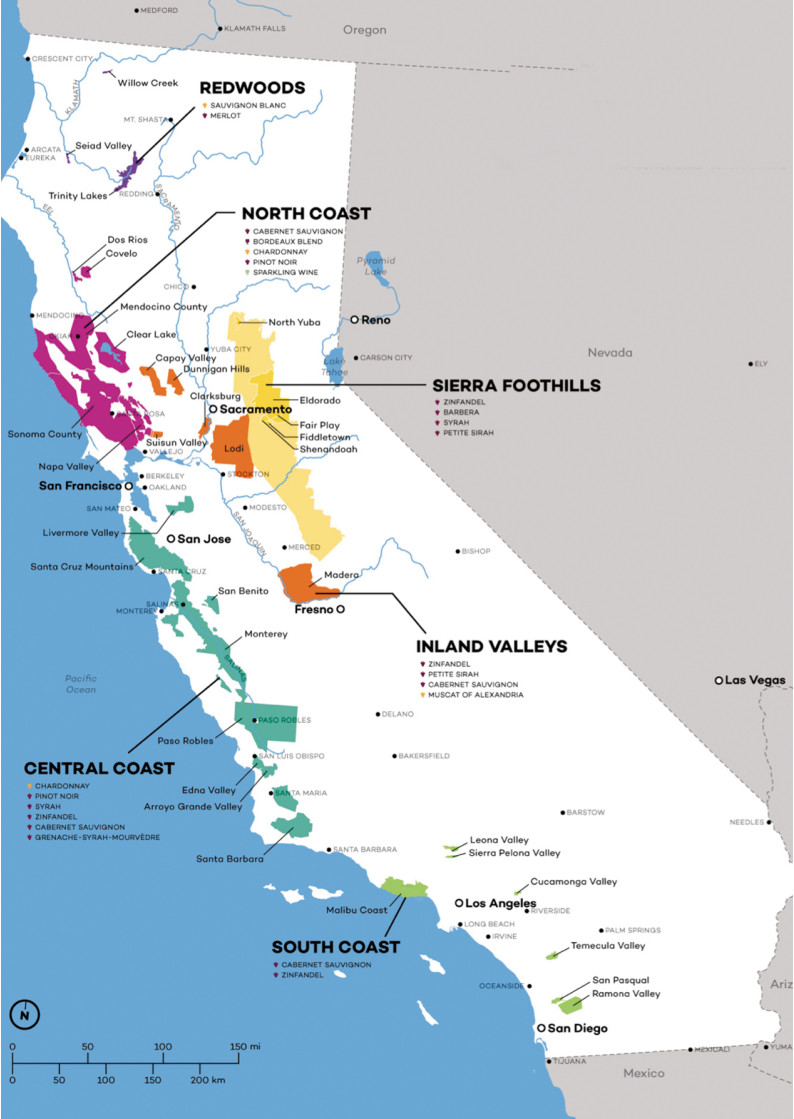 MEDFORD
KLAMATH FALLS
Oregon
CRESCENT CITY
Willow Creek
KLAMATH
REDWOODS
SAUVIGNON BLANC
MERLOT
MT. SHASTA
ARCATA
EUREKA
Seiad Valley
Trinity Lakes
REDDING
SACRAMENTO
EEL
NORTH COAST
CABERNET SAUVIGNON
BORDEAUX BLEND
CHARDONNAY
PINOT NOIR
SPARKLING WINE
Dos Rios
Covelo
Pyramid
Lake
CHICO
MENDOCINO
Mendocino County
UKIAH
Clear Lake
North Yuba
Reno
Nevada
YUBA CITY
CARSON CITY
ELY
Capay Valley
Dunnigan Hills
Lake
Tahoe
SIERRA FOOTHILLS
ZINFANDEL
BARBERA
SYRAH
PETITE SIRAH
Clarksburg
Sacramento
Eldorado
SANTA ROSA
Fair Play
Fiddletown
Shenandoah
Sonoma County
Suisun Valley
VALLEJO
Lodi
Napa Valley
STOCKTON
BERKELEY
San Francisco
OAKLAND
SAN MATEO
MODESTO
SAN JOAQUIN
Livermore Valley
San Jose
MERCED
BISHOP
Santa Cruz Mountains
SANTA CRUZ
Madera
San Benito
SALINAS
MONTEREY
Fresno
Monterey
INLAND VALLEYS
ZINFANDEL
PETITE SIRAH
CABERNET SAUVIGNON
MUSCAT OF ALEXANDRIA
SALINAS
Pacific
Ocean
Las Vegas
DELANO
PASO ROBLES
Paso Robles
SAN LUIS OBISPO
BAKERSFIELD
CENTRAL COAST
CHARDONNAY
PINOT NOIR
SYRAH
ZINFANDEL
CABERNET SAUVIGNON
GRENACHE-SYRAH-MOURVÈDRE
Edna Valley
SANTA MARIA
Arroyo Grande Valley
BARSTOW
NEEDLES
Santa Barbara
SANTA BARBARA
Leona Valley
Sierra Pelona Valley
Cucamonga Valley
Malibu Coast
Los Angeles
RIVERSIDE
LONG BEACH
PALM SPRINGS
IRVINE
SOUTH COAST
CABERNET SAUVIGNON
ZINFANDEL
Temecula Valley
OCEANSIDE
San Pasqual
Ramona Valley
Ariz
N
San Diego
0 50 100 150 mi
0 50 100 150 200 km
TIJUANA
MEXICALI
YUMA
Mexico